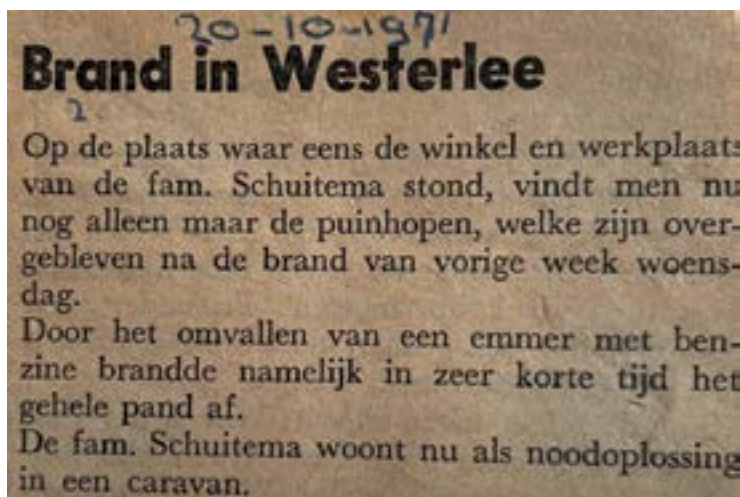 20-10-1971
Brand in Westerlee
2
Op de plaats waar eens de winkel en werkplaats
van de fam. Schuitema stond, vindt men nu
nog alleen maar de puinhopen, welke zijn over-
gebleven na de brand van vorige week woens-
dag.
Door het omvallen van een emmer met ben-
zine brandde namelijk in zeer korte tijd het
gehele pand af.
De fam. Schuitema woont nu als noodoplossing
in een caravan.